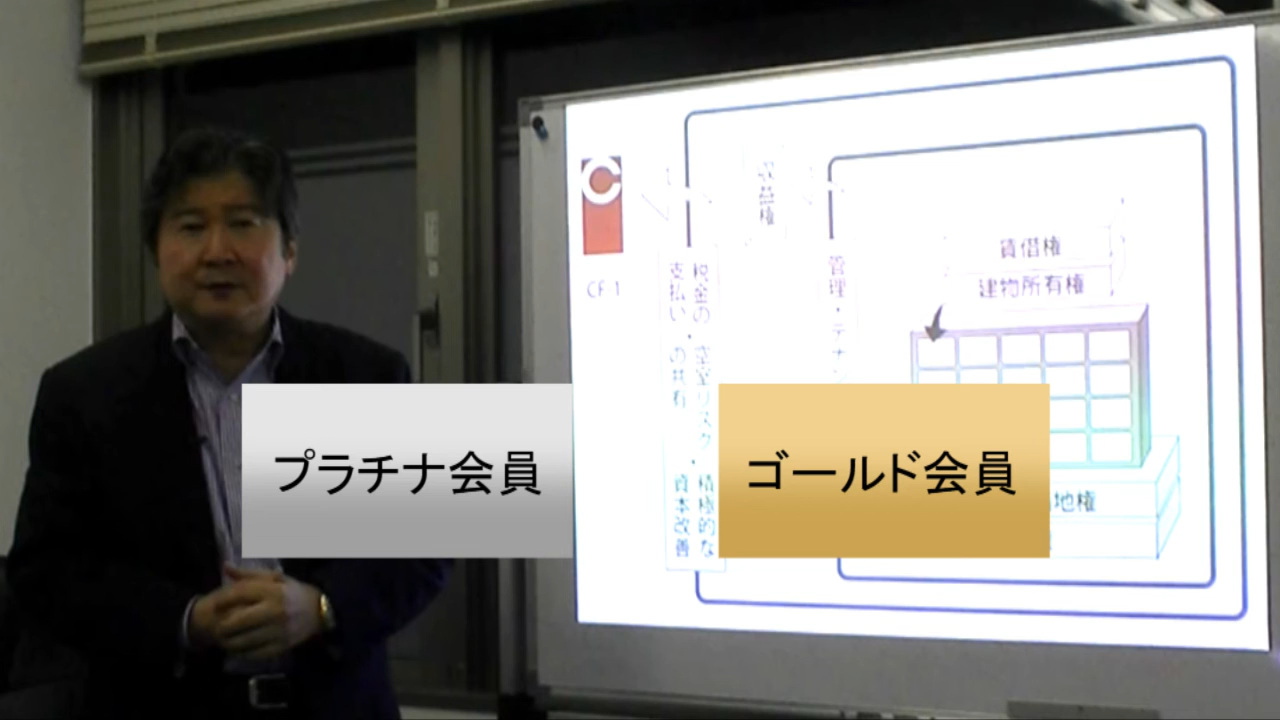 C
CF 1
税金の支払い・空室リスクの共有・積極的な資本改善
収益権
管理・テナン
賃借権
建物所有権
地権
プラチナ会員
ゴールド会員